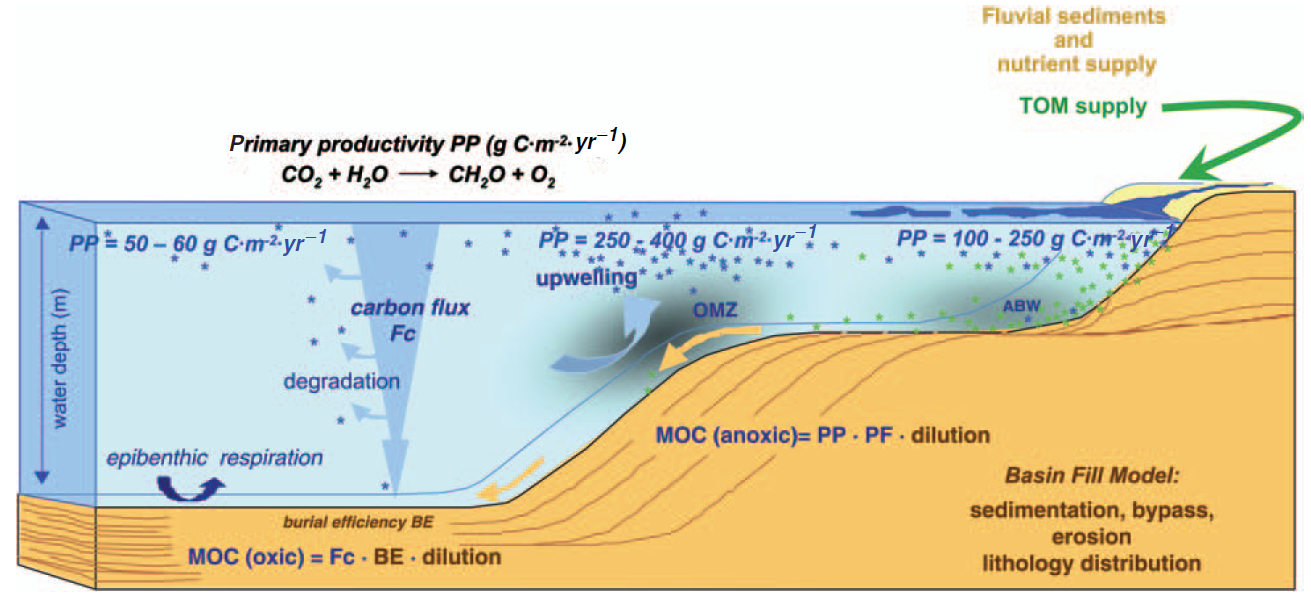 Fluvial sediments
and
nutrient supply
TOM supply
Primary productivity PP (g C·m⁻²·yr⁻¹)
CO₂ + H₂O ⟶ CH₂O + O₂
PP = 50 – 60 g C·m⁻²·yr⁻¹
PP = 250 - 400 g C·m⁻²·yr⁻¹
PP = 100 - 250 g C·m⁻²·yr⁻¹
upwelling
carbon flux
Fc
OMZ
ABW
water depth (m)
degradation
MOC (anoxic)= PP · PF · dilution
epibenthic respiration
Basin Fill Model:
sedimentation, bypass,
erosion
lithology distribution
burial efficiency BE
MOC (oxic) = Fc · BE · dilution